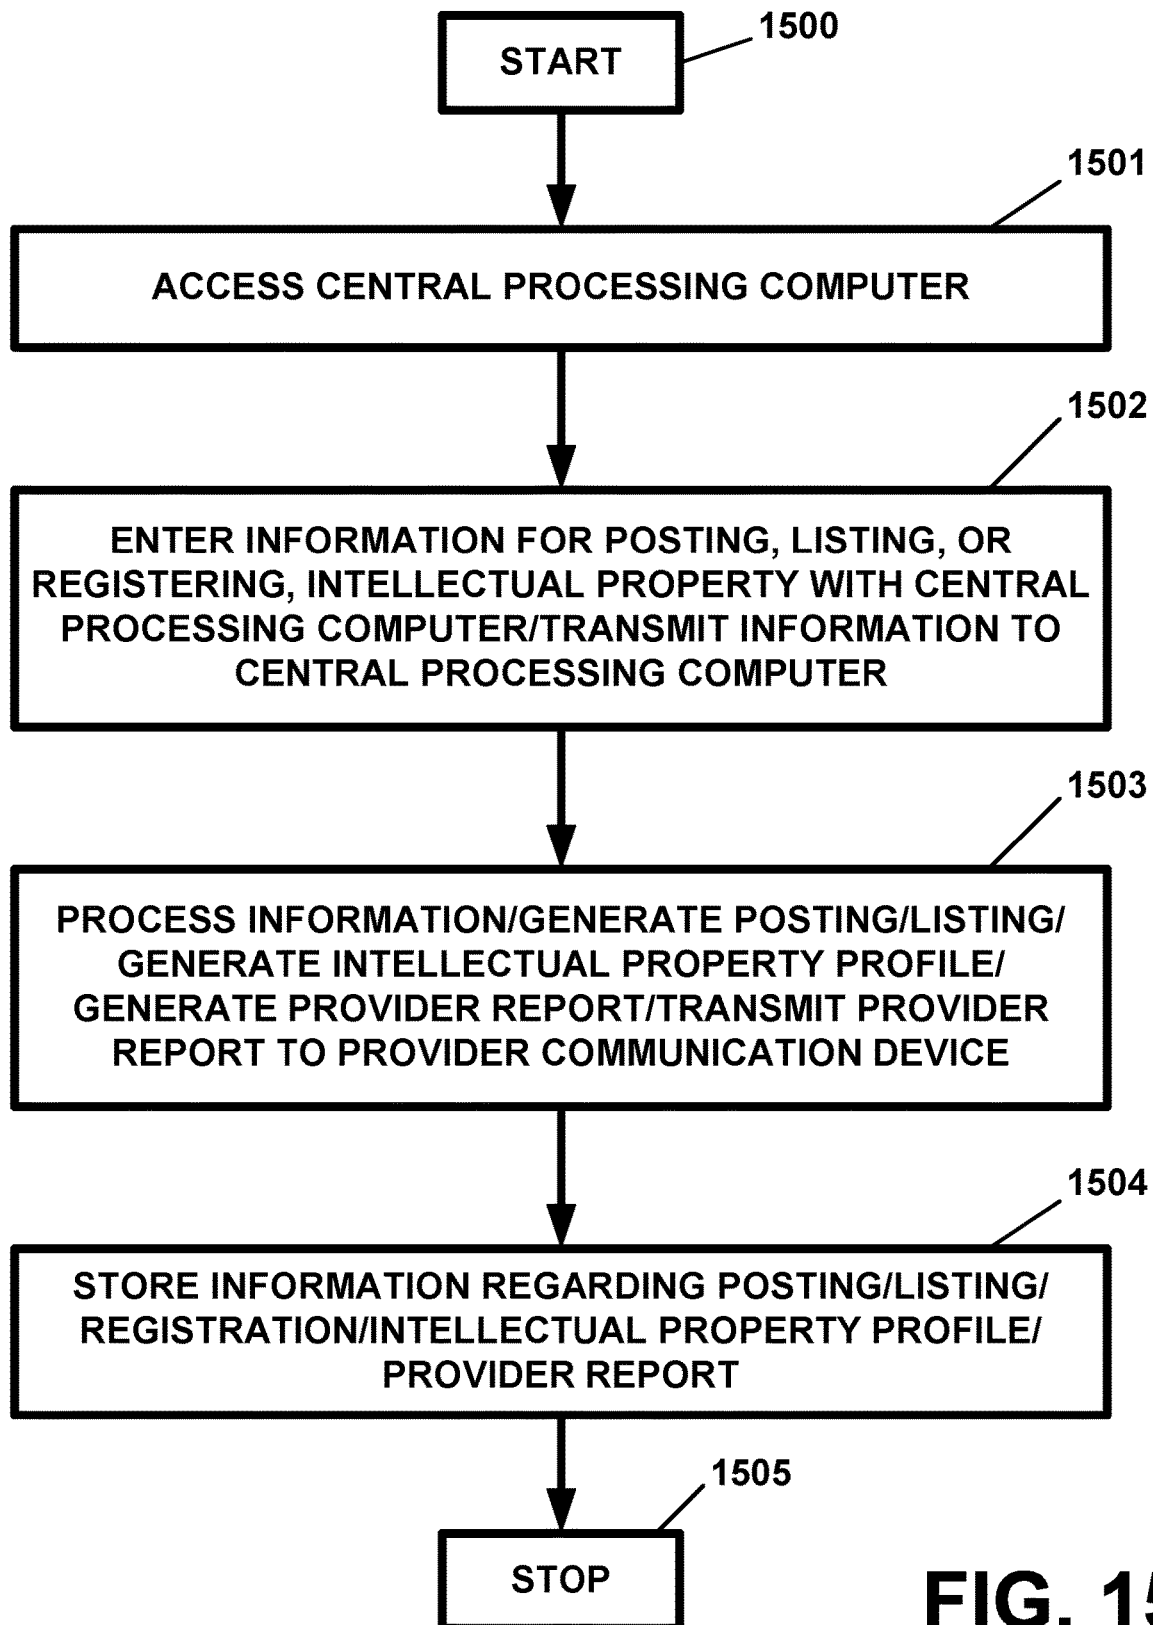 1500
START
1501
ACCESS CENTRAL PROCESSING COMPUTER
1502
ENTER INFORMATION FOR POSTING, LISTING, OR
REGISTERING, INTELLECTUAL PROPERTY WITH CENTRAL
PROCESSING COMPUTER/TRANSMIT INFORMATION TO
CENTRAL PROCESSING COMPUTER
1503
PROCESS INFORMATION/GENERATE POSTING/LISTING/
GENERATE INTELLECTUAL PROPERTY PROFILE/
GENERATE PROVIDER REPORT/TRANSMIT PROVIDER
REPORT TO PROVIDER COMMUNICATION DEVICE
1504
STORE INFORMATION REGARDING POSTING/LISTING/
REGISTRATION/INTELLECTUAL PROPERTY PROFILE/
PROVIDER REPORT
1505
STOP
FIG. 15